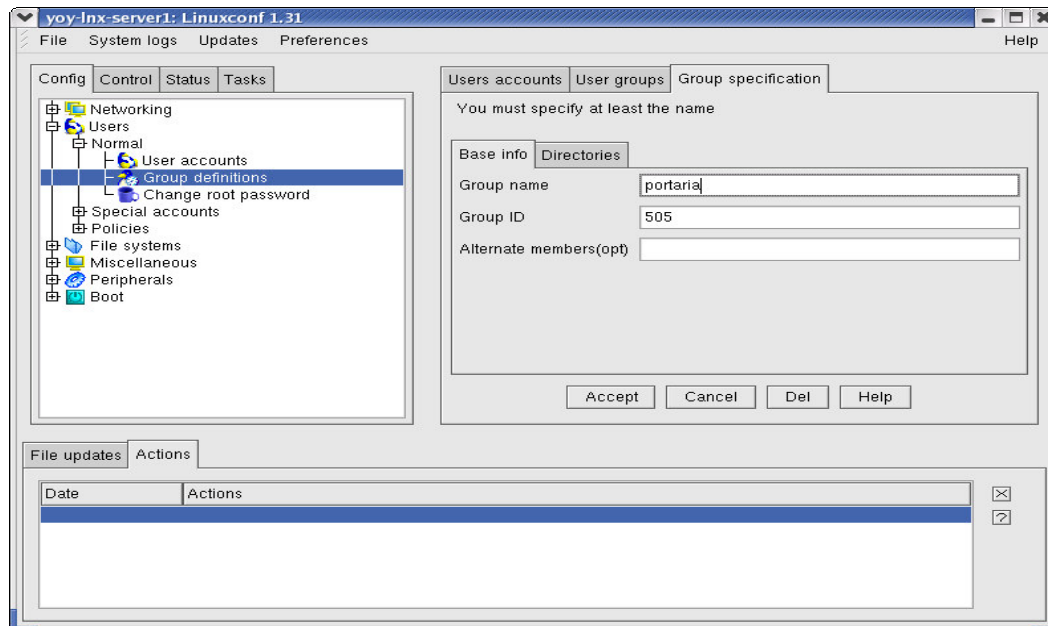 yoy-lnx-server1: Linuxconf 1.31
File System logs Updates Preferences Help
Config Control Status Tasks
Networking
Users
Normal
User accounts
Group definitions
Change root password
Special accounts
Policies
File systems
Miscellaneous
Peripherals
Boot
Users accounts User groups Group specification
You must specify at least the name
Base info Directories
Group name portaria
Group ID 505
Alternate members(opt)
Accept Cancel Del Help
File updates Actions
Date Actions